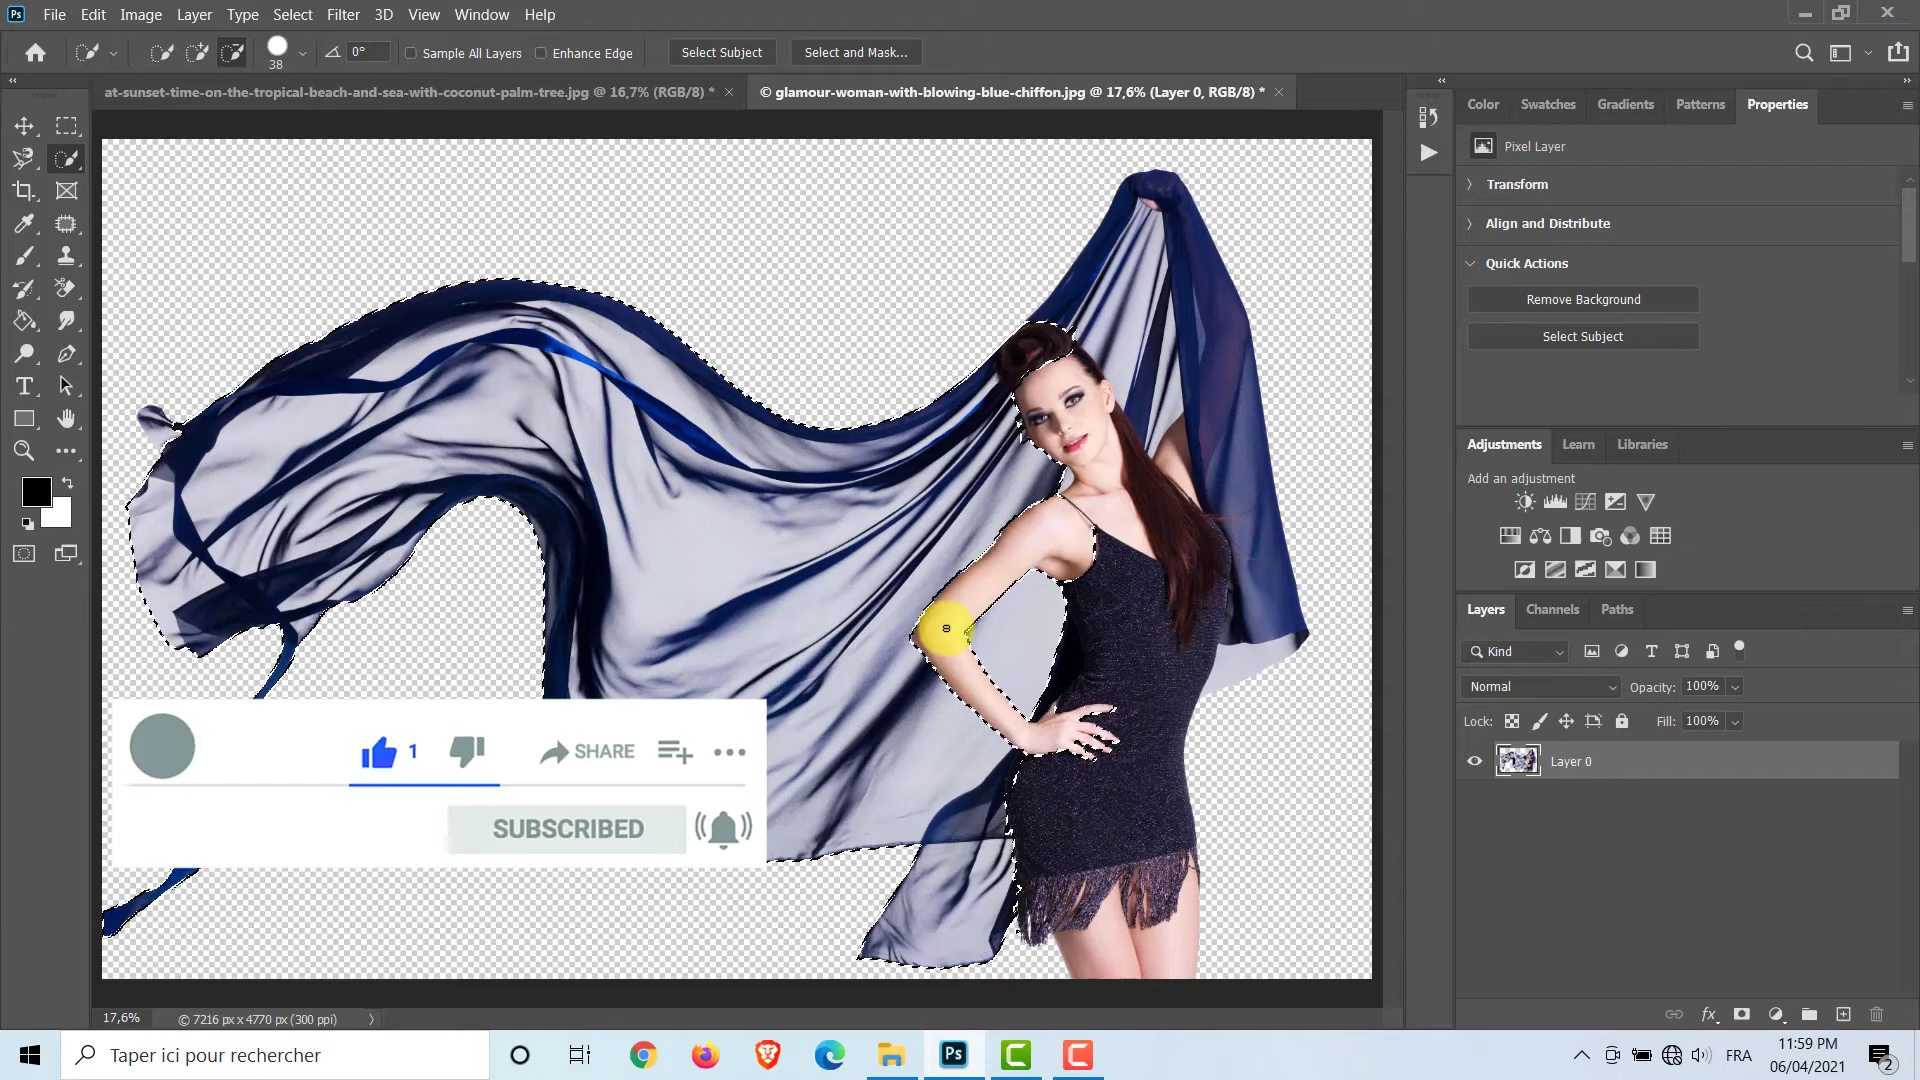 Ps File Edit Image Layer Type Select Filter 3D View Window Help
38 0° Sample All Layers Enhance Edge Select Subject Select and Mask...
at-sunset-time-on-the-tropical-beach-and-sea-with-coconut-palm-tree.jpg @ 16,7% (RGB/8) *
© glamour-woman-with-blowing-blue-chiffon.jpg @ 17,6% (Layer 0, RGB/8) *
Color Swatches Gradients Patterns Properties
Pixel Layer
Transform
Align and Distribute
Quick Actions
Remove Background
Select Subject
Adjustments Learn Libraries
Add an adjustment
Layers Channels Paths
Kind
Normal Opacity: 100%
Lock: Fill: 100%
Layer 0
1 SHARE
SUBSCRIBED
17,6% © 7216 px x 4770 px (300 ppi)
Taper ici pour rechercher
Ps
FRA
11:59 PM
06/04/2021
2